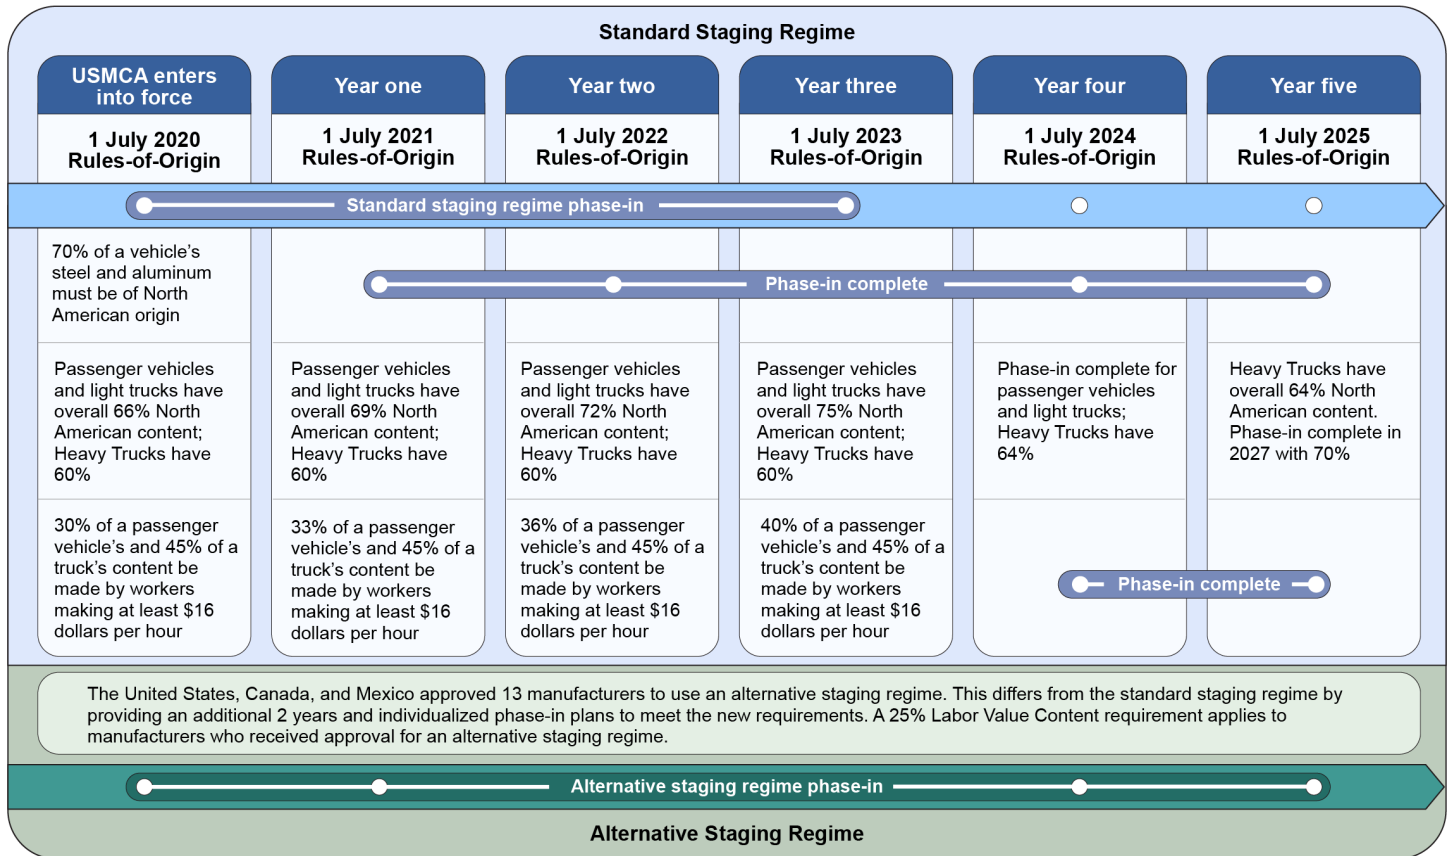 Standard Staging Regime
USMCA enters
into force
Year one
Year two
Year three
Year four
Year five
1 July 2020
Rules-of-Origin
1 July 2021
Rules-of-Origin
1 July 2022
Rules-of-Origin
1 July 2023
Rules-of-Origin
1 July 2024
Rules-of-Origin
1 July 2025
Rules-of-Origin
Standard staging regime phase-in
70% of a vehicle’s
steel and aluminum
must be of North
American origin
Phase-in complete
Passenger vehicles
and light trucks have
overall 66% North
American content;
Heavy Trucks have
60%
Passenger vehicles
and light trucks have
overall 69% North
American content;
Heavy Trucks have
60%
Passenger vehicles
and light trucks have
overall 72% North
American content;
Heavy Trucks have
60%
Passenger vehicles
and light trucks have
overall 75% North
American content;
Heavy Trucks have
60%
Phase-in complete for
passenger vehicles
and light trucks;
Heavy Trucks have
64%
Heavy Trucks have
overall 64% North
American content.
Phase-in complete in
2027 with 70%
30% of a passenger
vehicle’s and 45% of a
truck’s content be
made by workers
making at least $16
dollars per hour
33% of a passenger
vehicle’s and 45% of a
truck’s content be
made by workers
making at least $16
dollars per hour
36% of a passenger
vehicle’s and 45% of a
truck’s content be
made by workers
making at least $16
dollars per hour
40% of a passenger
vehicle’s and 45% of a
truck’s content be
made by workers
making at least $16
dollars per hour
Phase-in complete
The United States, Canada, and Mexico approved 13 manufacturers to use an alternative staging regime. This differs from the standard staging regime by
providing an additional 2 years and individualized phase-in plans to meet the new requirements. A 25% Labor Value Content requirement applies to
manufacturers who received approval for an alternative staging regime.
Alternative staging regime phase-in
Alternative Staging Regime